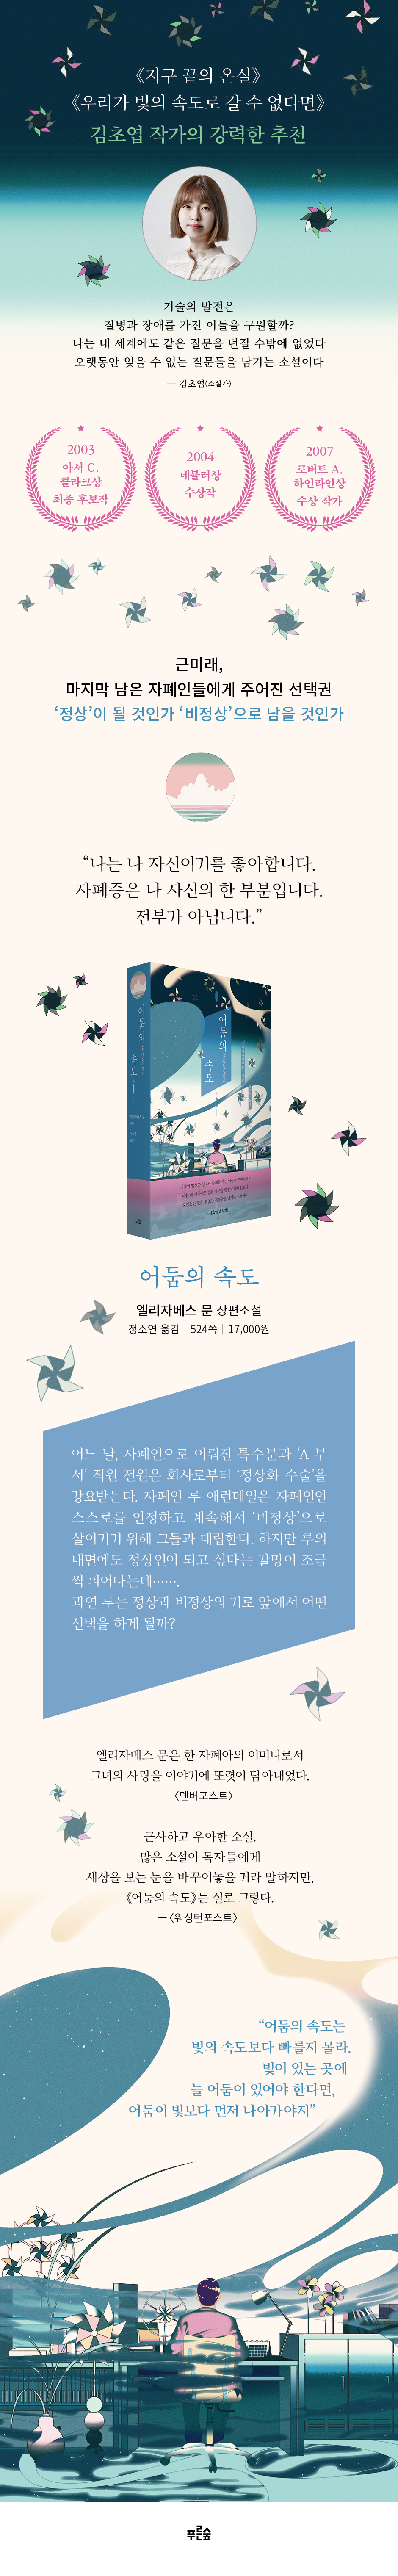 《지구 끝의 온실》
《우리가 빛의 속도로 갈 수 없다면》
김초엽 작가의 강력한 추천
기술의 발전은
질병과 장애를 가진 이들을 구원할까?
나는 내 세계에도 같은 질문을 던질 수밖에 없었다
오랫동안 잊을 수 없는 질문들을 남기는 소설이다
— 김초엽(소설가)
2003
아서 C.
클라크상
최종 후보작
2004
네뷸러상
수상작
2007
로버트 A.
하인라인상
수상 작가
근미래,
마지막 남은 자폐인들에게 주어진 선택권
‘정상’이 될 것인가 ‘비정상’으로 남을 것인가
“나는 나 자신이기를 좋아합니다.
자폐증은 나 자신의 한 부분입니다.
전부가 아닙니다.”
어둠의
속도
어둠의
속도
어둠의 속도
엘리자베스 문 장편소설
정소연 옮김 | 524쪽 | 17,000원
어느 날, 자폐인으로 이뤄진 특수분과 ‘A 부
서’ 직원 전원은 회사로부터 ‘정상화 수술’을
강요받는다. 자폐인 루 애런데일은 자폐인인
스스로를 인정하고 계속해서 ‘비정상’으로
살아가기 위해 그들과 대립한다. 하지만 루의
내면에도 정상인이 되고 싶다는 갈망이 조금
씩 피어나는데…….
과연 루는 정상과 비정상의 기로 앞에서 어떤
선택을 하게 될까?
엘리자베스 문은 한 자폐아의 어머니로서
그녀의 사랑을 이야기에 또렷이 담아내었다.
— 〈덴버포스트〉
근사하고 우아한 소설.
많은 소설이 독자들에게
세상을 보는 눈을 바꾸어놓을 거라 말하지만,
《어둠의 속도》는 실로 그렇다.
— 〈워싱턴포스트〉
“어둠의 속도는
빛의 속도보다 빠를지 몰라.
빛이 있는 곳에
늘 어둠이 있어야 한다면,
어둠이 빛보다 먼저 나아가야지”
푸른숲